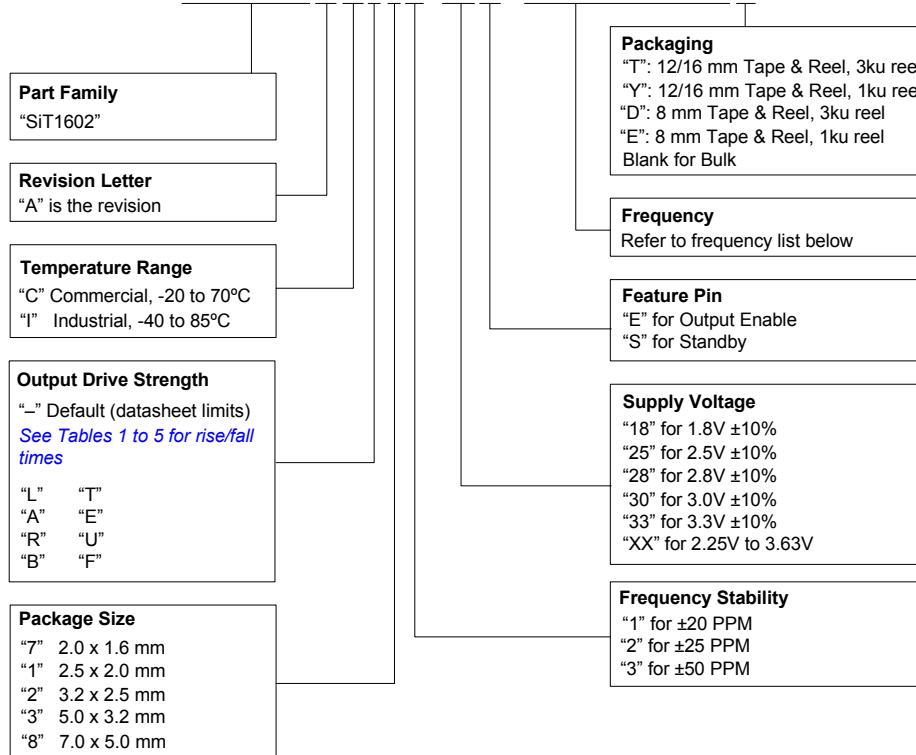 Part Family
“SiT1602”
Revision Letter
“A” is the revision
Temperature Range
“C” Commercial, -20 to 70ºC
“I” Industrial, -40 to 85ºC
Output Drive Strength
“–” Default (datasheet limits)
See Tables 1 to 5 for rise/fall
times
“L” “T”
“A” “E”
“R” “U”
“B” “F”
Package Size
“7” 2.0 x 1.6 mm
“1” 2.5 x 2.0 mm
“2” 3.2 x 2.5 mm
“3” 5.0 x 3.2 mm
“8” 7.0 x 5.0 mm
Packaging
“T”: 12/16 mm Tape & Reel, 3ku ree
“Y”: 12/16 mm Tape & Reel, 1ku ree
“D”: 8 mm Tape & Reel, 3ku reel
“E”: 8 mm Tape & Reel, 1ku reel
Blank for Bulk
Frequency
Refer to frequency list below
Feature Pin
“E” for Output Enable
“S” for Standby
Supply Voltage
“18” for 1.8V ±10%
“25” for 2.5V ±10%
“28” for 2.8V ±10%
“30” for 3.0V ±10%
“33” for 3.3V ±10%
“XX” for 2.25V to 3.63V
Frequency Stability
“1” for ±20 PPM
“2” for ±25 PPM
“3” for ±50 PPM